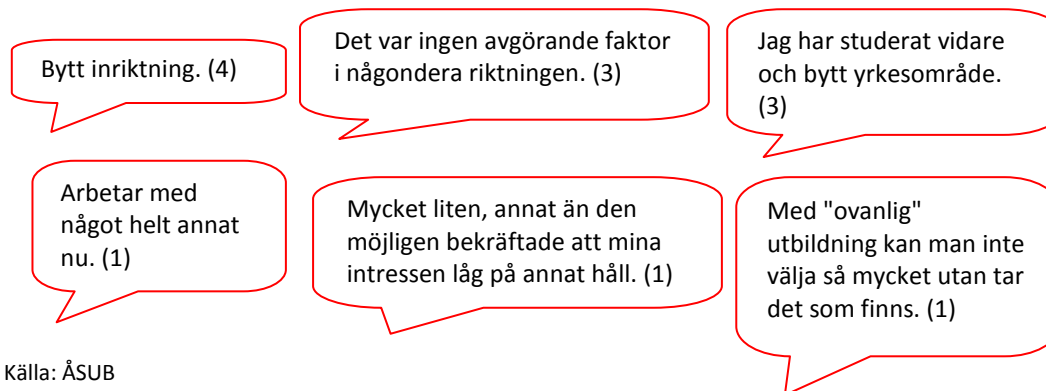 Bytt inriktning. (4)
Det var ingen avgörande faktor
i någondera riktningen. (3)
Jag har studerat vidare
och bytt yrkesområde.
(3)
Arbetar med
något helt annat
nu. (1)
Mycket liten, annat än den
möjligen bekräftade att mina
intressen låg på annat håll. (1)
Med "ovanlig"
utbildning kan man inte
välja så mycket utan tar
det som finns. (1)
Källa: ÅSUB